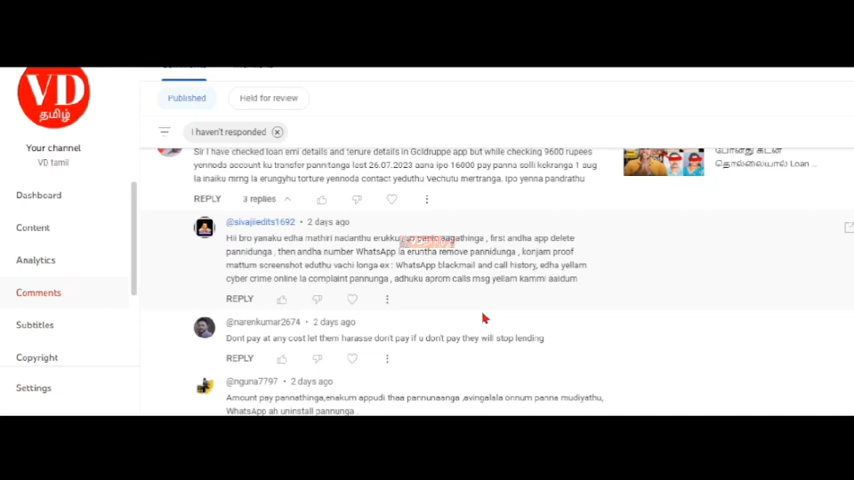 VD
தமிழ்
Your channel
VD tamil
Dashboard
Content
Analytics
Comments
Subtitles
Copyright
Settings
Published
Held for review
I haven't responded
Sir I have checked loan emi details and tenure details in Goldruppe app but while checking 9600 rupees
yennoda account ku transfer pannitanga last 26.07.2023 aana ipo 16000 pay panna solli kekranga 1 aug
la inaiku mrng la erungyhu torture yennoda contact yeduthu Vechutu mertranga. Ipo yenna pandrathu
REPLY 3 replies
@sivajiedits1692 • 2 days ago
Hii bro yanaku edha mathiri nadanthu erukku, first andha app delete
pannidunga , then andha number WhatsApp la eruntha remove pannidunga , konjam proof
mattum screenshot eduthu vachi longa ex : WhatsApp blackmail and call history, edha yellam
cyber crime online la complaint pannunga , adhuku aprom calls msg yellam kammi aaidum
REPLY
@narenkumar2674 • 2 days ago
Dont pay at any cost let them harasse don't pay if u don't pay they will stop lending
REPLY
@nguna7797 • 2 days ago
Amount pay pannathinga,enakum appudi thaa pannunaanga ,avingalala onnum panna mudiyathu,
WhatsApp ah uninstall pannunga .
தொல்லையால் Loan ...